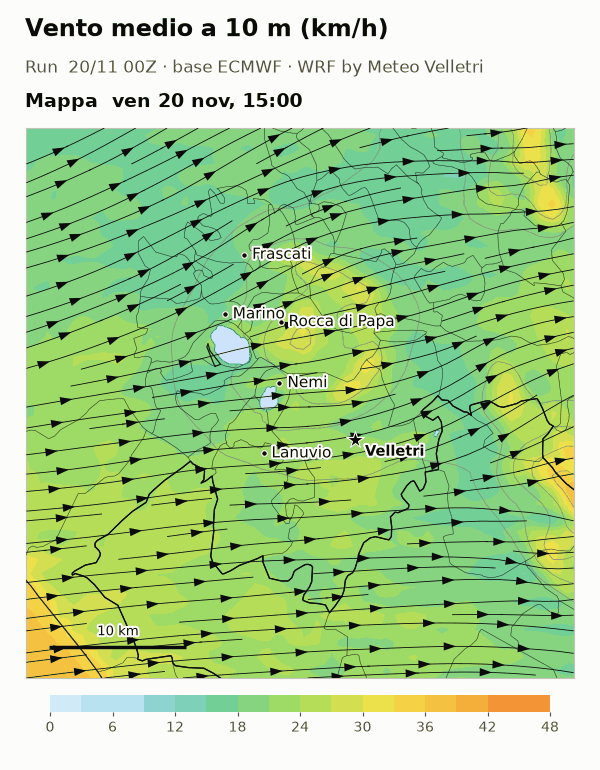 Vento medio a 10 m (km/h)
Run 20/11 00Z · base ECMWF · WRF by Meteo Velletri
Mappa ven 20 nov, 15:00
Frascati
Marino
Rocca di Papa
Nemi
Velletri
Lanuvio
10 km
0 6 12 18 24 30 36 42 48